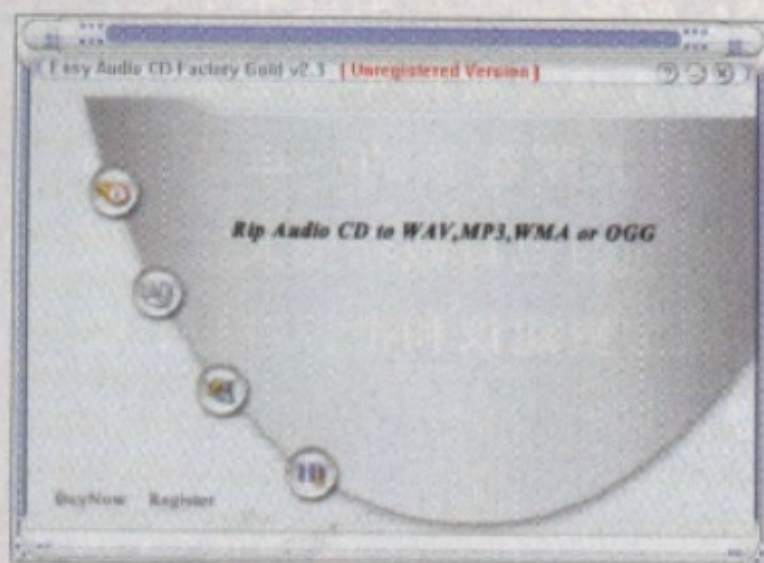 Easy Audio CD Factory Gold v2.3 [Unregistered Version]
Rip Audio CD to WAV,MP3,WMA or OGG
BuyNow Register